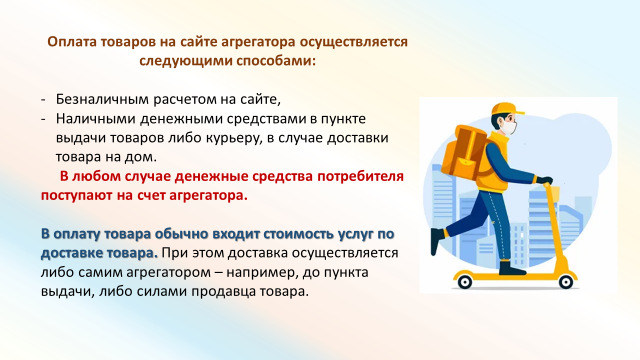 Оплата товаров на сайте агрегатора осуществляется
следующими способами:
- Безналичным расчетом на сайте,
- Наличными денежными средствами в пункте
выдачи товаров либо курьеру, в случае доставки
товара на дом.
В любом случае денежные средства потребителя
поступают на счет агрегатора.
В оплату товара обычно входит стоимость услуг по
доставке товара. При этом доставка осуществляется
либо самим агрегатором – например, до пункта
выдачи, либо силами продавца товара.